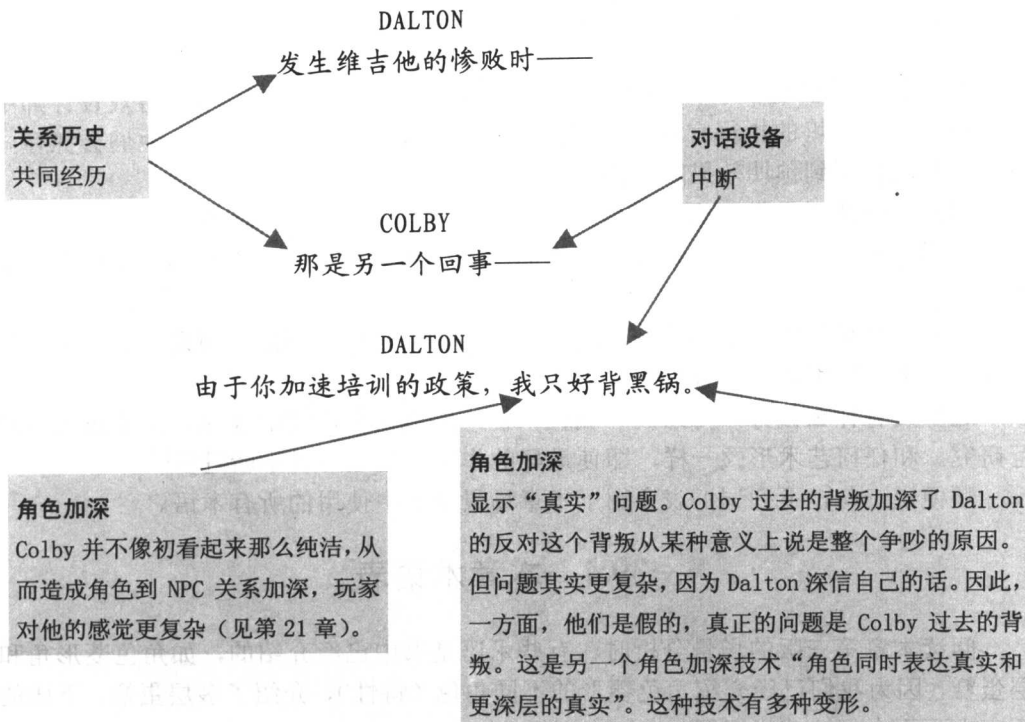 DALTON
发生维吉他的惨败时——
关系历史
共同经历
对话设备
中断
COLBY
那是另一个回事——
DALTON
由于你加速培训的政策，我只好背黑锅。
角色加深
Colby 并不像初看起来那么纯洁，从
而造成角色到 NPC 关系加深，玩家
对他的感觉更复杂（见第 21 章）。
角色加深
显示“真实”问题。Colby 过去的背叛加深了 Dalton
的反对这个背叛从某种意义上说是整个争吵的原因。
但问题其实更复杂，因为 Dalton 深信自己的话。因此，
一方面，他们是假的，真正的问题是 Colby 过去的背
叛。这是另一个角色加深技术“角色同时表达真实和
更深层的真实”。这种技术有多种变形。